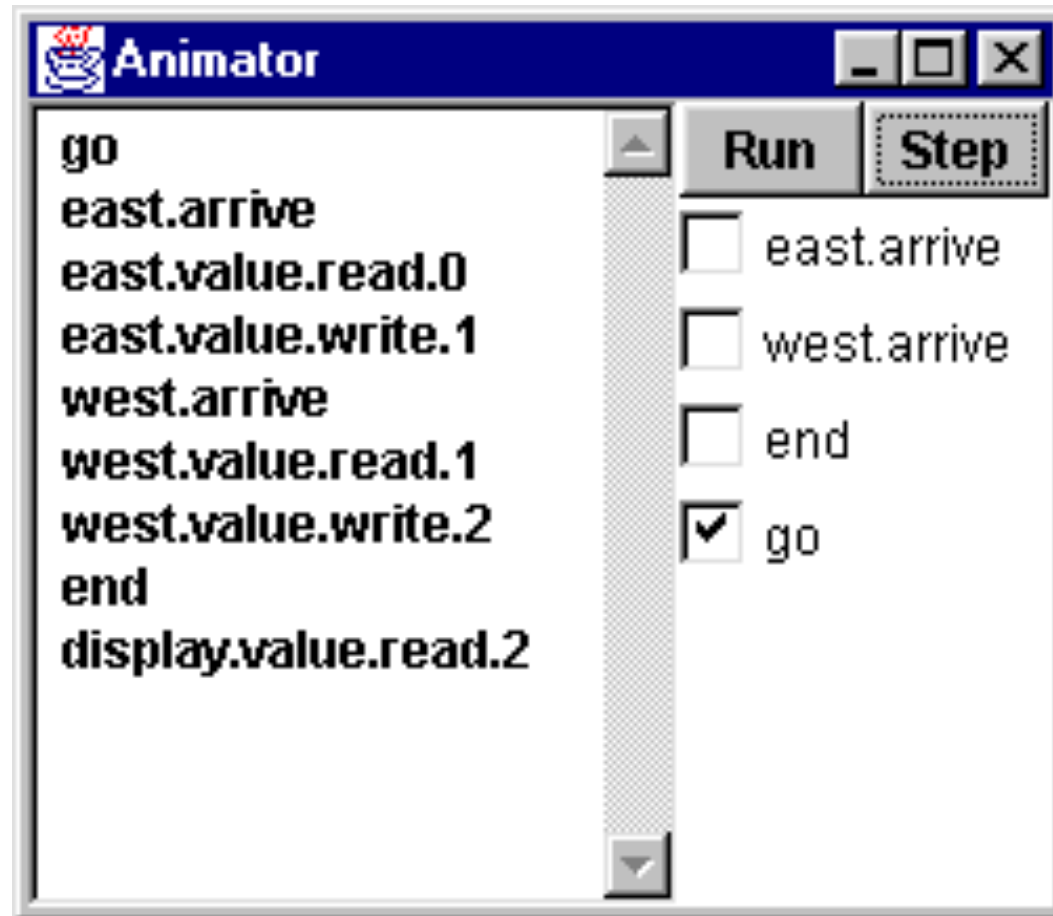 Animator
go
east.arrive
east.value.read.0
east.value.write.1
west.arrive
west.value.read.1
west.value.write.2
end
display.value.read.2
Run Step
east.arrive
west.arrive
end
go